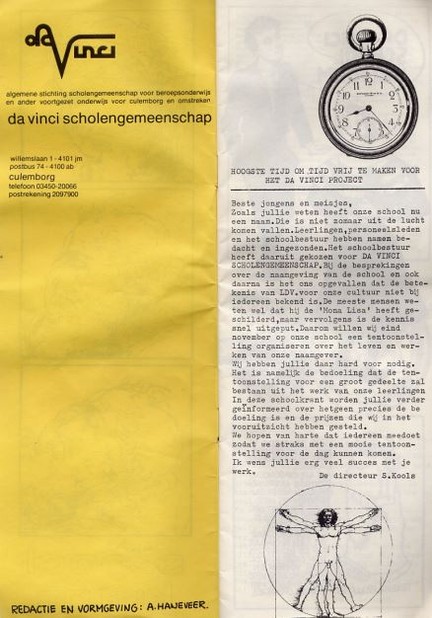 da Vinci
algemene stichting scholengemeenschap voor beroepsonderwijs
en ander voortgezet onderwijs voor culemborg en omstreken
da vinci scholengemeenschap
willemslaan 1 - 4101 jm
postbus 74 - 4100 ab
culemborg
telefoon 03450-20066
postrekening 2097900
REDACTIE EN VORMGEVING: A. HANEVEER.
HOOGSTE TIJD OM TIJD VRIJ TE MAKEN VOOR
HET DA VINCI PROJECT
Beste jongens en meisjes,
Zoals jullie weten heeft onze school nu
een naam.Die is niet zomaar uit de lucht
komen vallen.Leerlingen,personeelsleden
en het schoolbestuur hebben namen be-
dacht en ingezonden.Het schoolbestuur
heeft daaruit gekozen voor DA VINCI
SCHOLENGEMEENSCHAP.Bij de besprekingen
over de naamgeving van de school en ook
daarna is het ons opgevallen dat de bete-
kenis van LDV.voor onze cultuur niet bij
iedereen bekend is.De meeste mensen we-
ten wel dat hij de 'Mona Lisa' heeft ge-
schilderd,maar vervolgens is de kennis
snel uitgeput.Daarom willen wij eind
november op onze school een tentoonstel-
ling organiseren over het leven en wer-
ken van onze naamgever.
Wij hebben jullie daar hard voor nodig.
Het is namelijk de bedoeling dat de ten-
toonstelling voor een groot gedeelte zal
bestaan uit het werk van onze leerlingen
In deze schoolkrant worden jullie verder
geïnformeerd over hetgeen precies de be
doeling is en de prijzen die wij in het
vooruitzicht hebben gesteld.
We hopen van harte dat iedereen meedoet
zodat we straks met een mooie tentoon-
stelling voor de dag kunnen komen.
Ik wens jullie erg veel succes met je
werk.
De directeur S.Kools